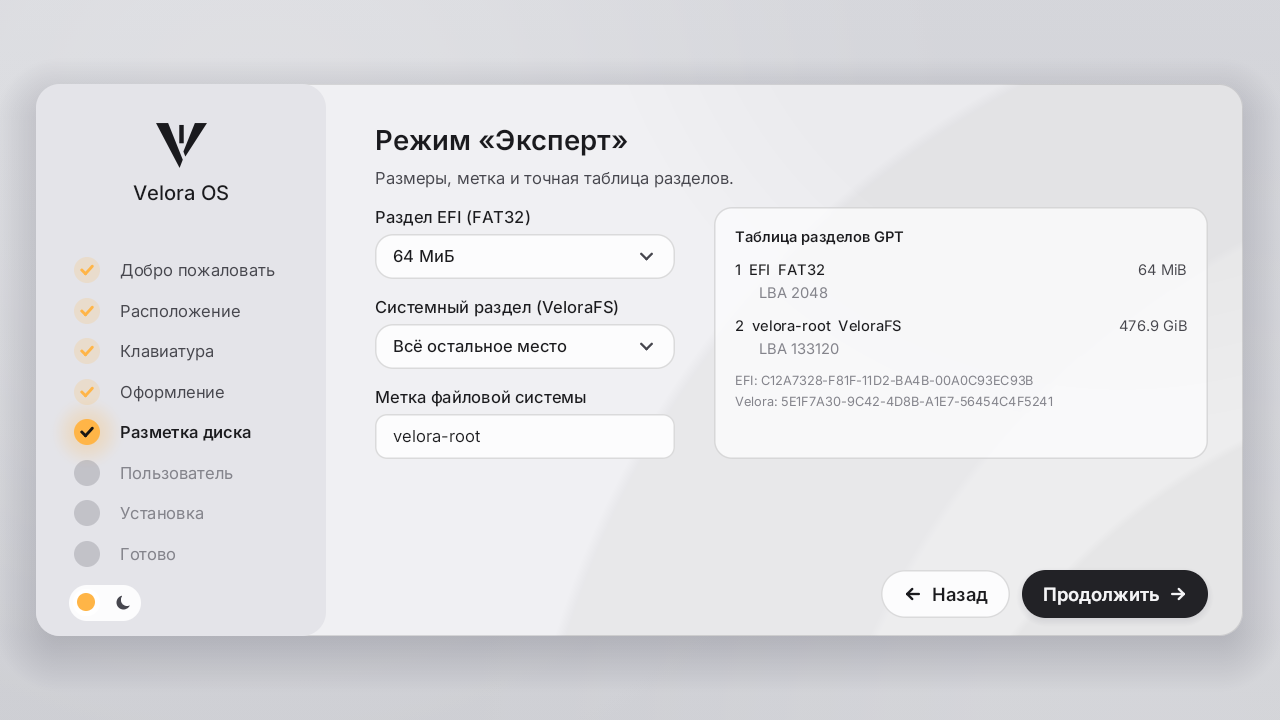 Velora OS
Добро пожаловать
Расположение
Клавиатура
Оформление
Разметка диска
Пользователь
Установка
Готово
Режим «Эксперт»
Размеры, метка и точная таблица разделов.
Раздел EFI (FAT32)
64 МиБ
Системный раздел (VeloraFS)
Всё остальное место
Метка файловой системы
velora-root
Таблица разделов GPT
1 EFI FAT32 64 MiB
LBA 2048
2 velora-root VeloraFS 476.9 GiB
LBA 133120
EFI: C12A7328-F81F-11D2-BA4B-00A0C93EC93B
Velora: 5E1F7A30-9C42-4D8B-A1E7-56454C4F5241
Назад
Продолжить